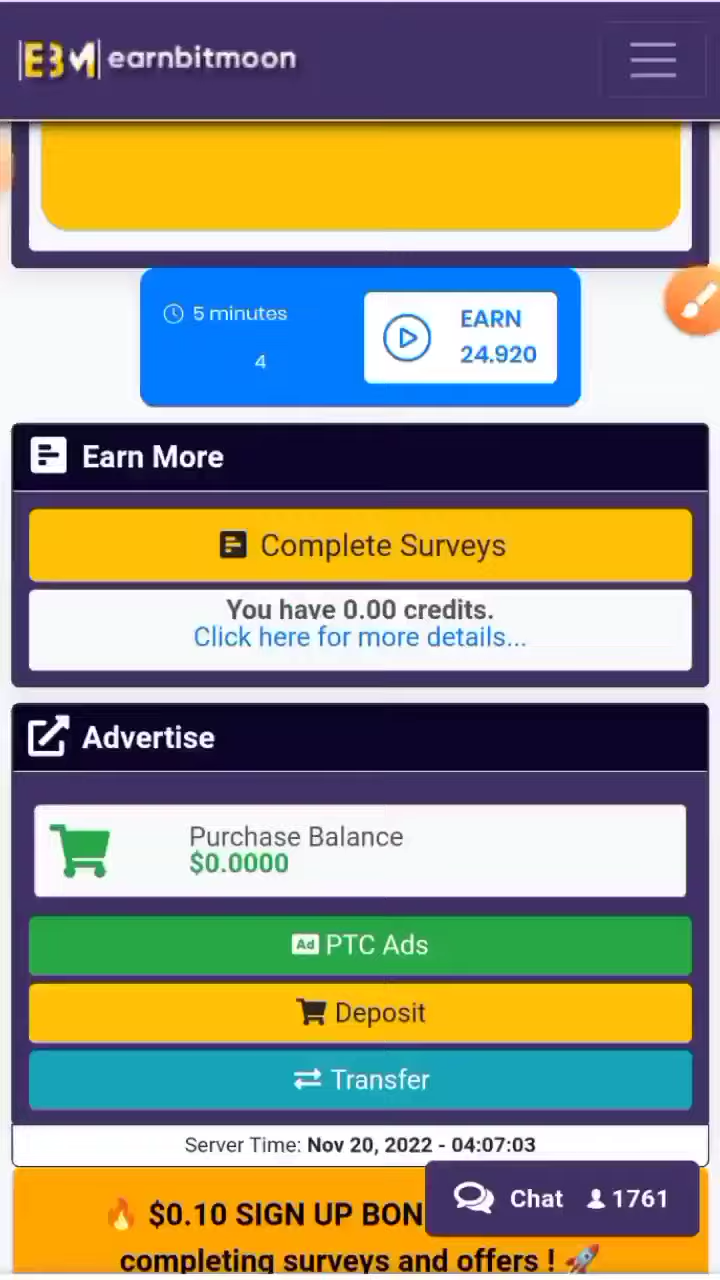 EBM earnbitmoon
5 minutes
4
EARN
24.920
Earn More
Complete Surveys
You have 0.00 credits.
Click here for more details...
Advertise
Purchase Balance
$0.0000
Ad PTC Ads
Deposit
Transfer
Server Time: Nov 20, 2022 - 04:07:03
🔥 $0.10 SIGN UP BON
Chat 1761
completing surveys and offers ! 🚀